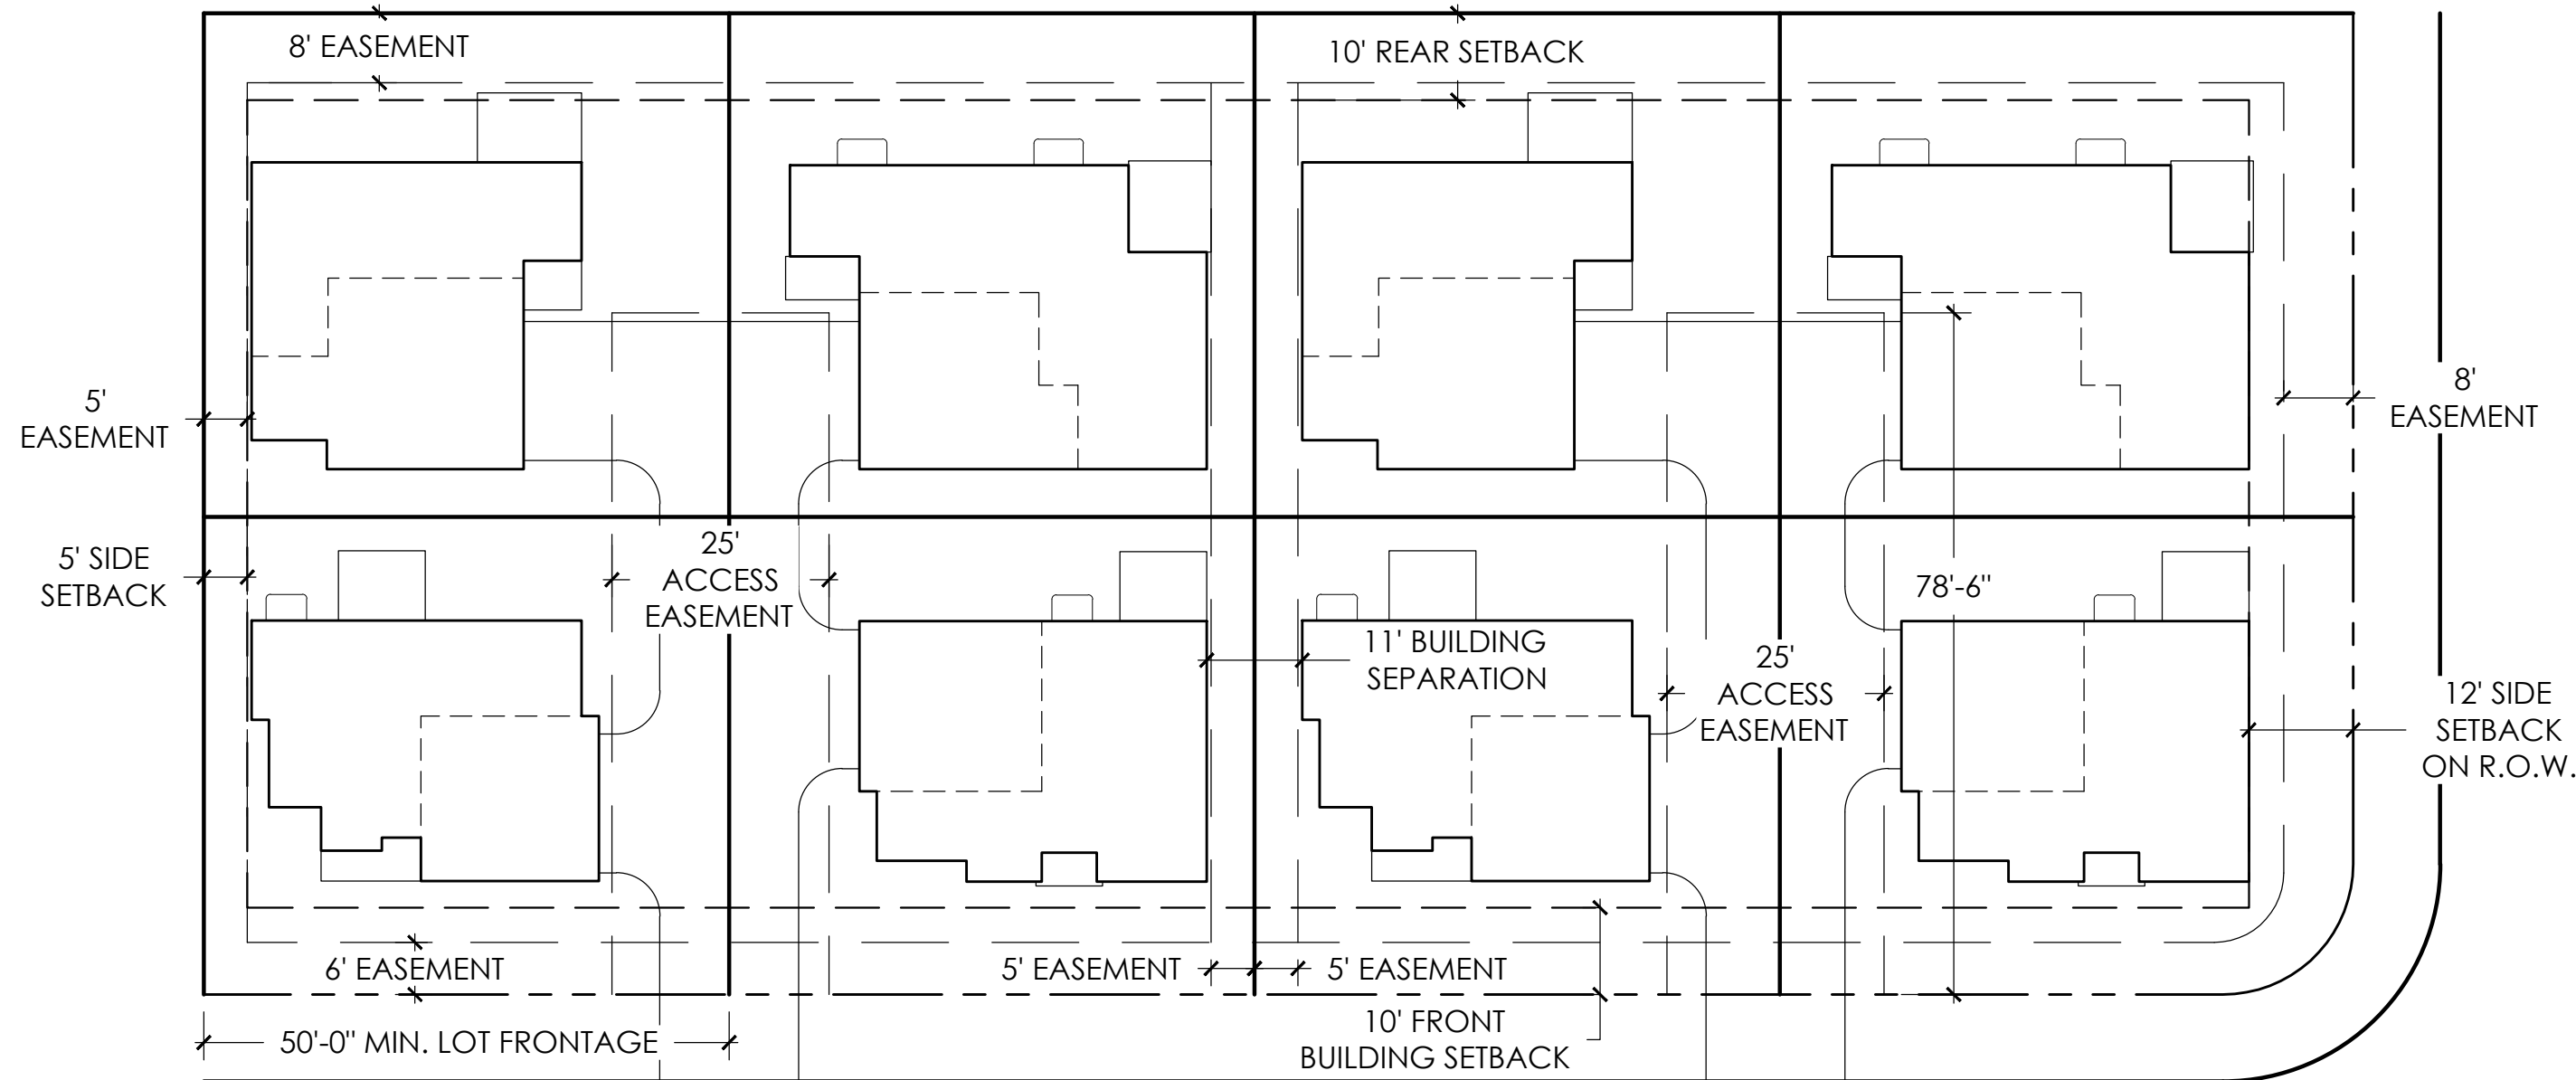 8' EASEMENT
10' REAR SETBACK
5'
EASEMENT
8'
EASEMENT
5' SIDE
SETBACK
25'
ACCESS
EASEMENT
78'-6"
11' BUILDING
SEPARATION
25'
ACCESS
EASEMENT
12' SIDE
SETBACK
ON R.O.W.
6' EASEMENT
5' EASEMENT
5' EASEMENT
50'-0" MIN. LOT FRONTAGE
10' FRONT
BUILDING SETBACK